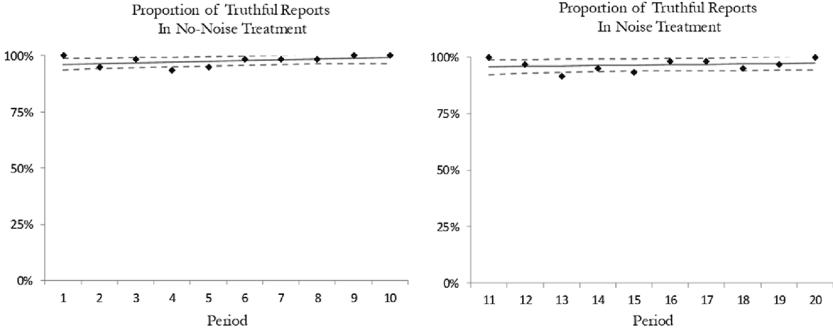 Proportion of Truthful Reports
In No-Noise Treatment
100%
75%
50%
25%
0%
1 2 3 4 5 6 7 8 9 10
Period
Proportion of Truthful Reports
In Noise Treatment
100%
75%
50%
25%
0%
11 12 13 14 15 16 17 18 19 20
Period